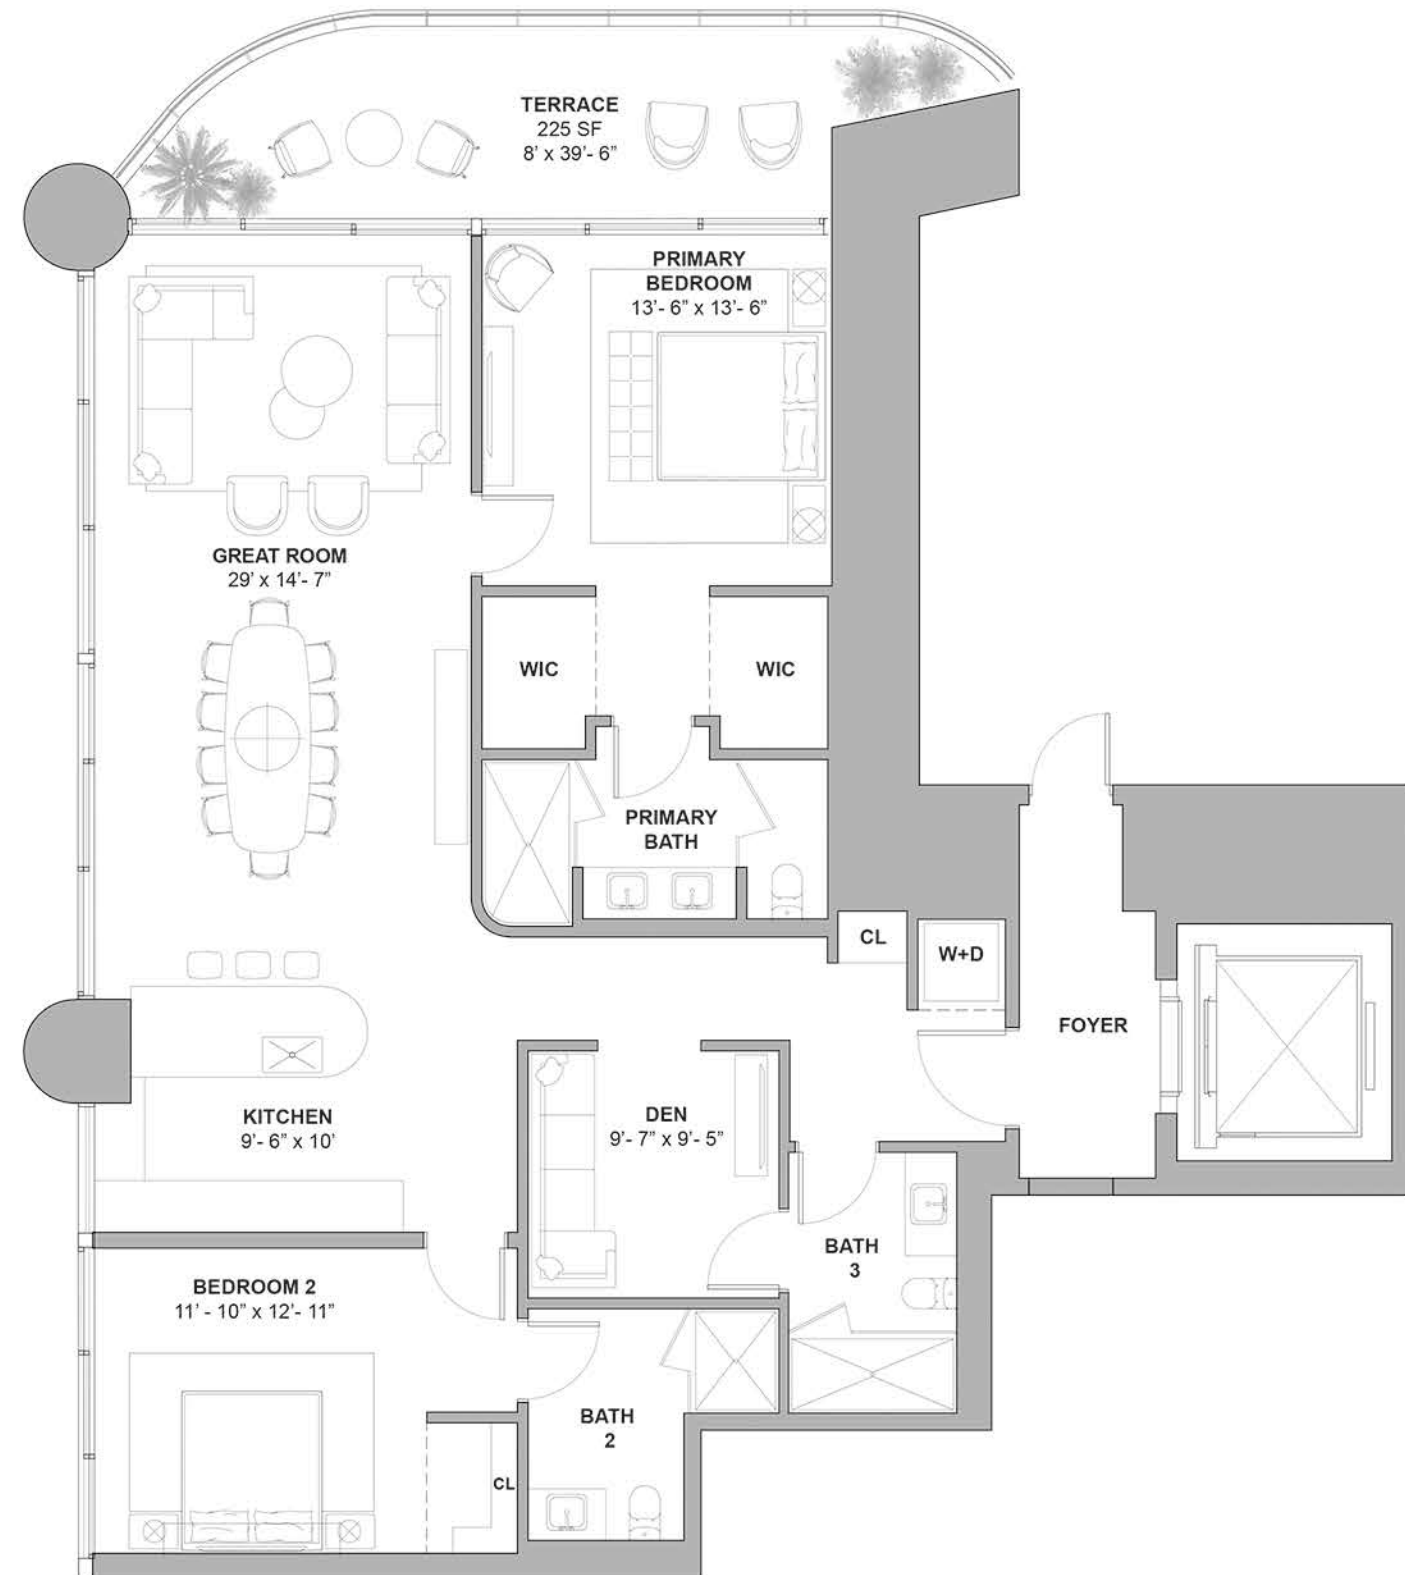 TERRACE
225 SF
8' x 39'- 6”
PRIMARY
BEDROOM
13'- 6” x 13'- 6”
GREAT ROOM
29' x 14'- 7”
WIC
WIC
PRIMARY
BATH
CL
W+D
FOYER
KITCHEN
9'- 6” x 10'
DEN
9'- 7” x 9'- 5”
BATH
3
BEDROOM 2
11' - 10” x 12'- 11”
BATH
2
CL